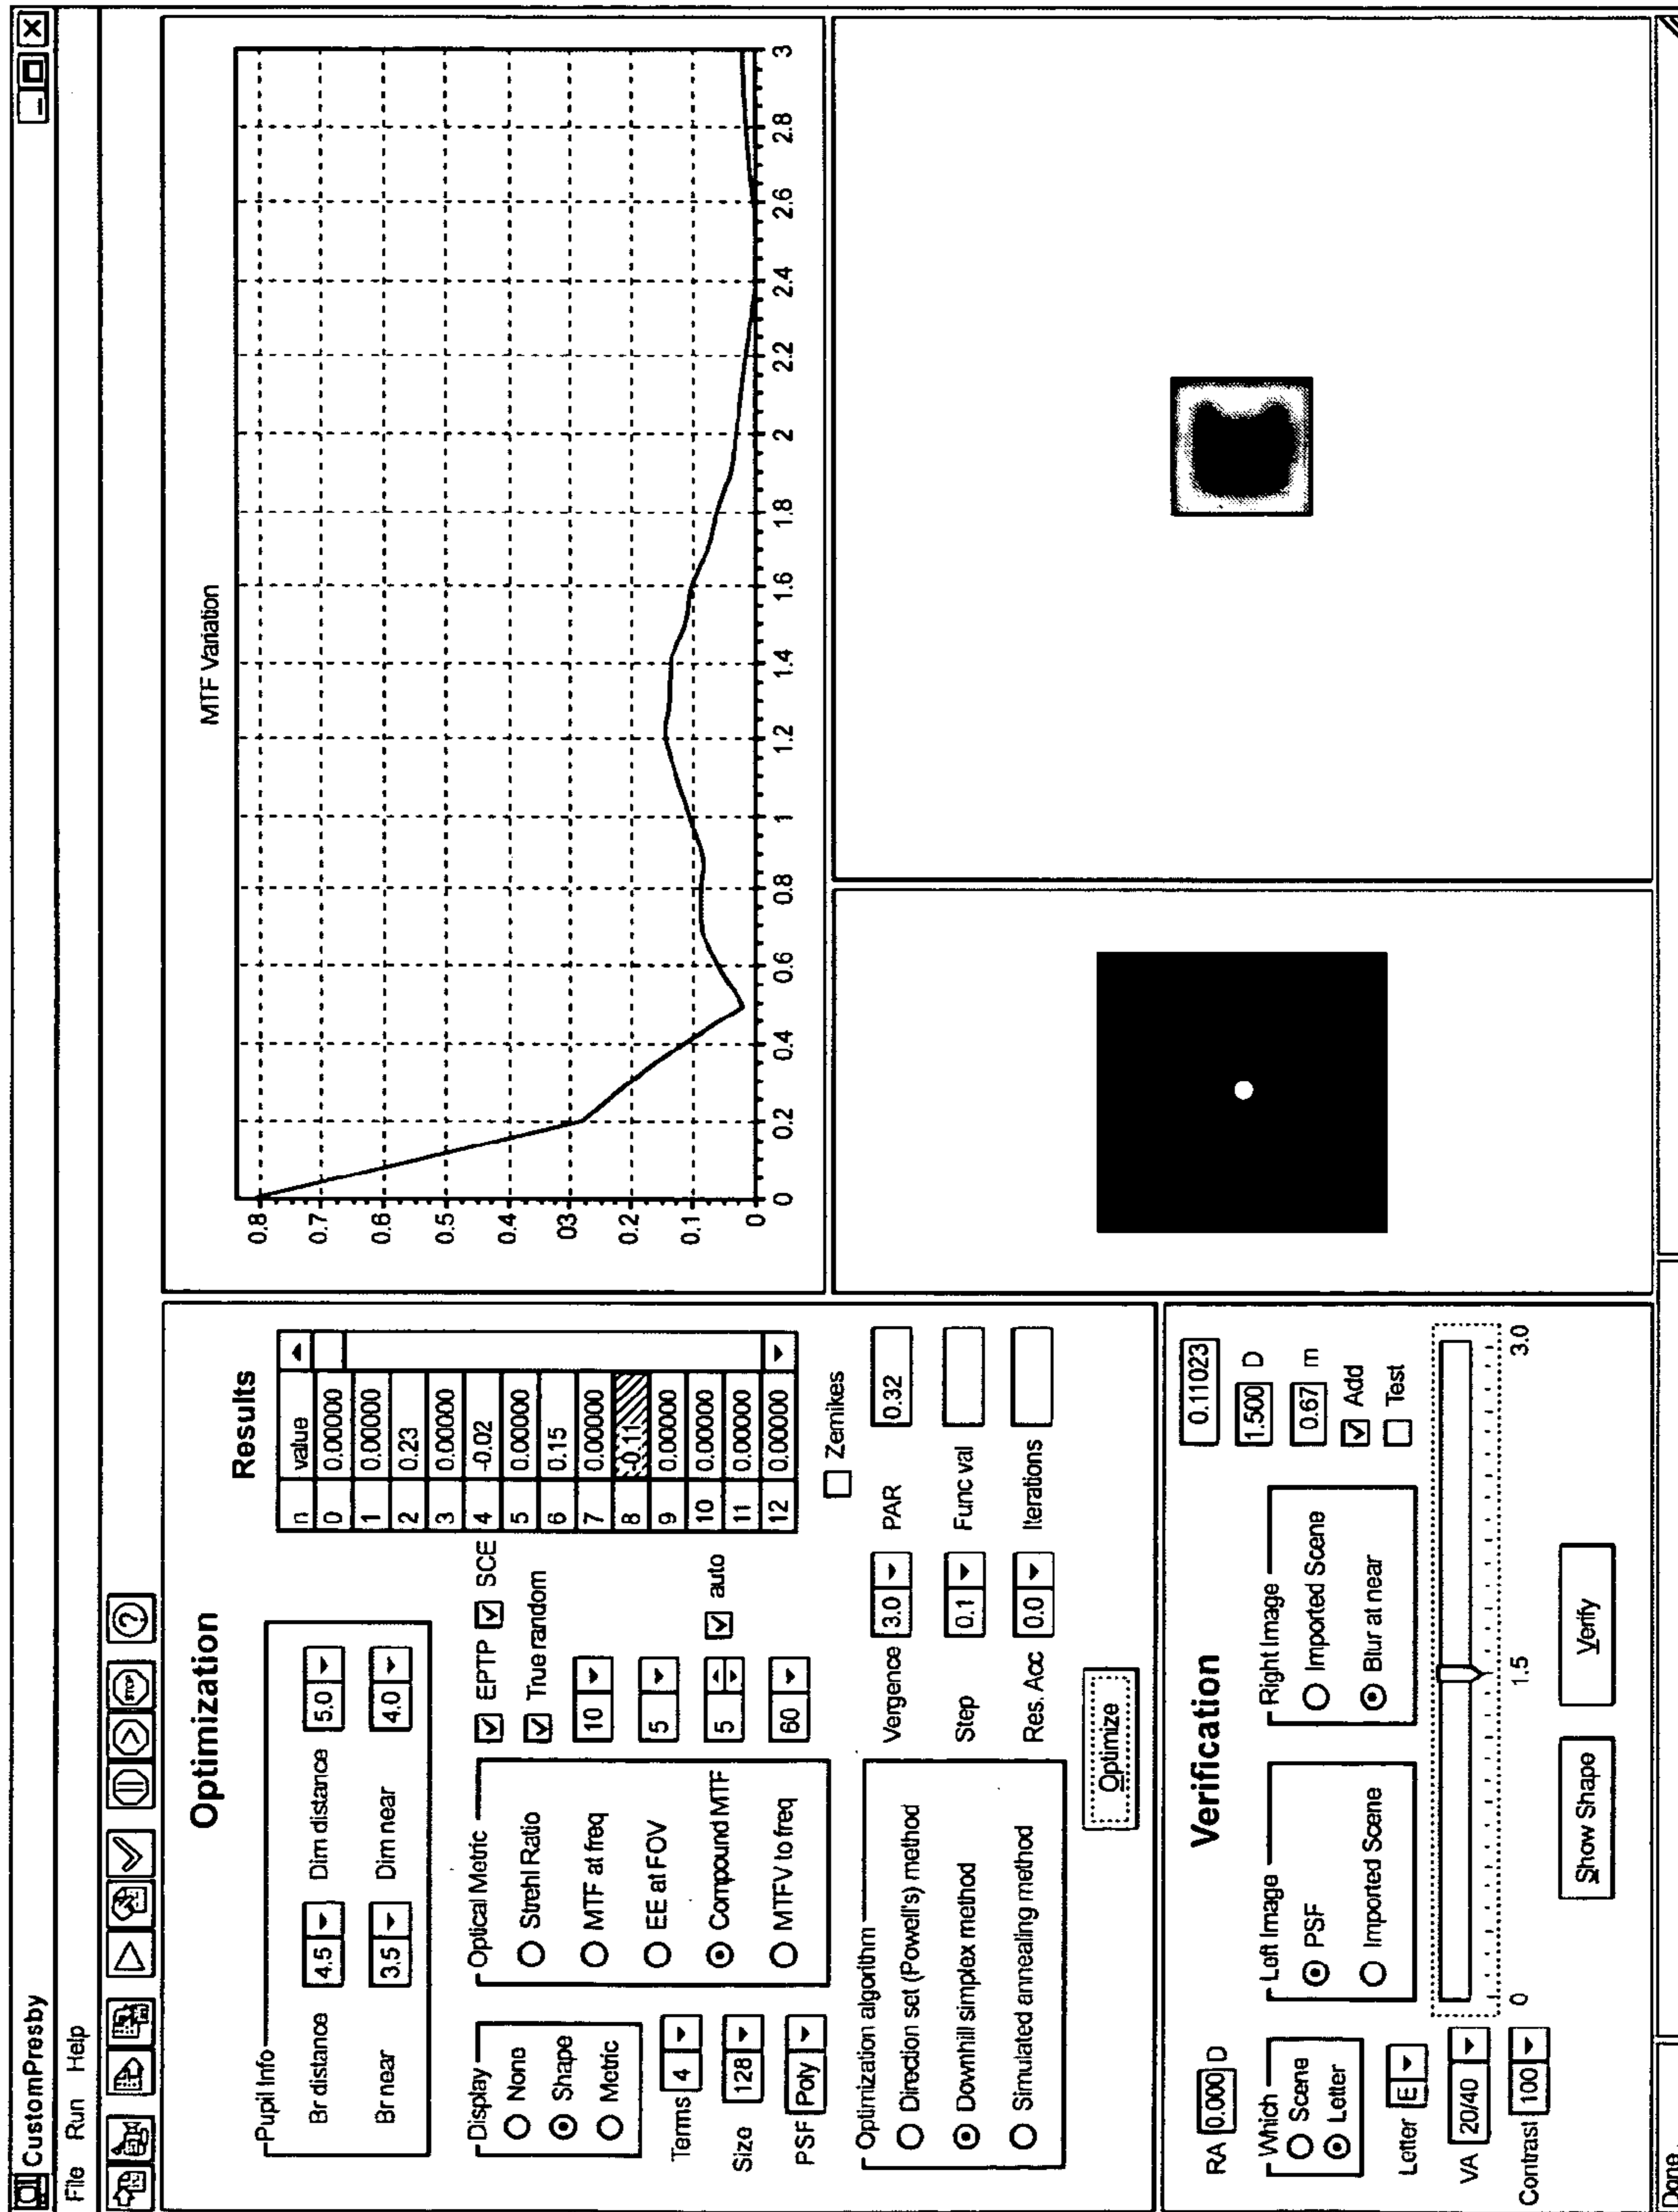 CustomPresby
File Run Help
Optimization
Pupil Info
Br distance 4.5 Dim distance 5.0
Br near 3.5 Dim near 4.0
Display
None
Shape
Metric
Terms 4
Size 128
PSF Poly
Optical Metric
Strehl Ratio
MTF at freq
EE at FOV
Compound MTF
MTFV to freq
EPTP SCE
True random
10
5
5 auto
60
Results
n value
0 0.00000
1 0.00000
2 0.23
3 0.00000
4 -0.02
5 0.00000
6 0.15
7 0.00000
8 -0.11
9 0.00000
10 0.00000
11 0.00000
12 0.00000
Zernikes
Optimization algorithm
Direction set (Powell's) method
Downhill simplex method
Simulated annealing method
Vergence 3.0 PAR 0.32
Step 0.1 Func val
Res. Acc 0.0 Iterations
Optimize
Verification
RA 0.000 D
Which
Scene
Letter
Letter E
VA 20/40
Contrast 100
Left Image
PSF
Imported Scene
Right Image
Imported Scene
Blur at near
0.11023
1.500 D
0.67 m
Add
Test
0 1.5 3.0
Show Shape Verify
MTF Variation
0.8
0.7
0.6
0.5
0.4
03
0.2
0.1
0
0 0.2 0.4 0.6 0.8 1 1.2 1.4 1.6 1.8 2 2.2 2.4 2.6 2.8 3
Done